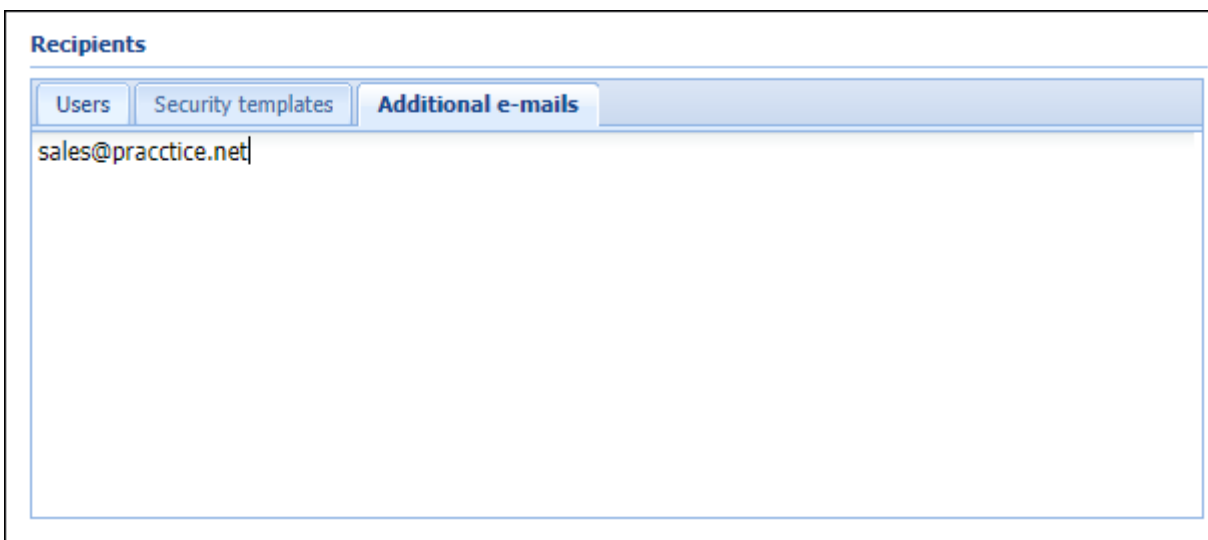 Recipients
Users Security templates Additional e-mails
sales@pracctice.net